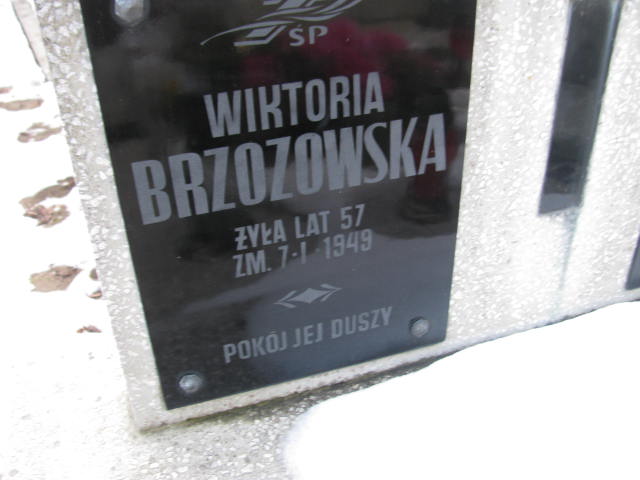 SP
WIKTORIA
BRZOZOWSKA
ŻYŁA LAT 57
ZM. 7-I-1949
POKÓJ JEJ DUSZY